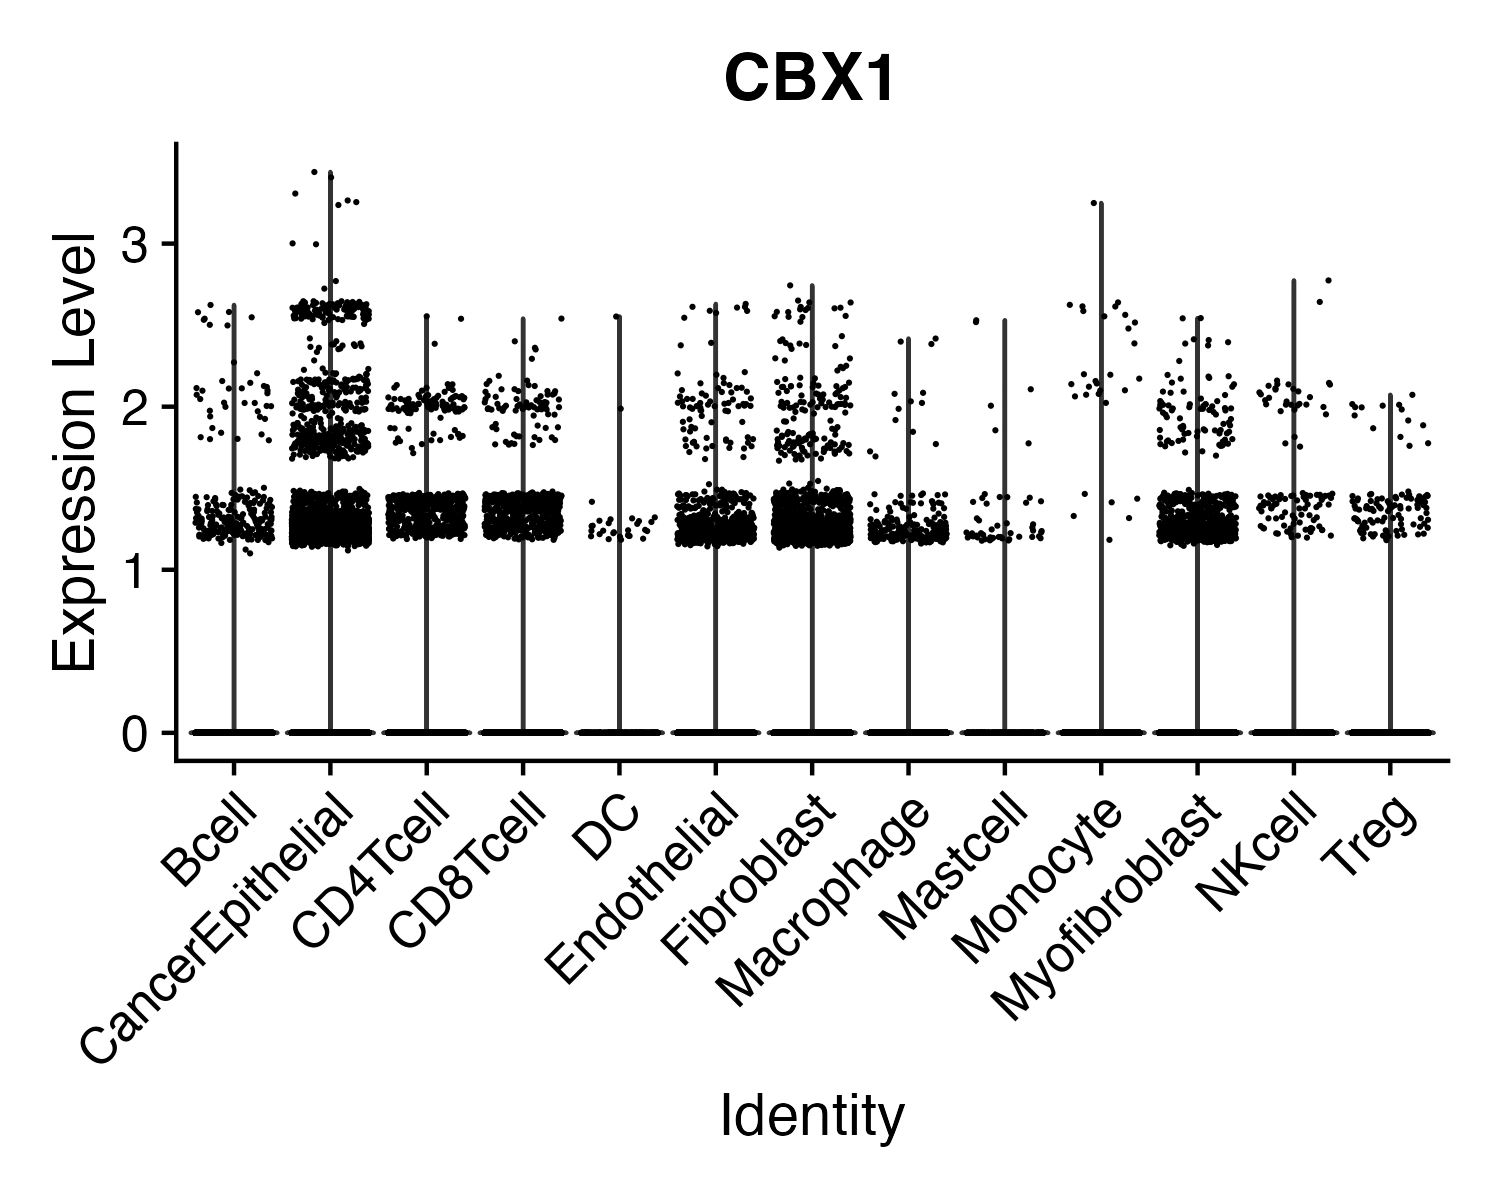 CBX1
Expression Level
3
2
1
0
Bcell
CancerEpithelial
CD4Tcell
CD8Tcell
DC
Endothelial
Fibroblast
Macrophage
Mastcell
Monocyte
Myofibroblast
NKcell
Treg
Identity